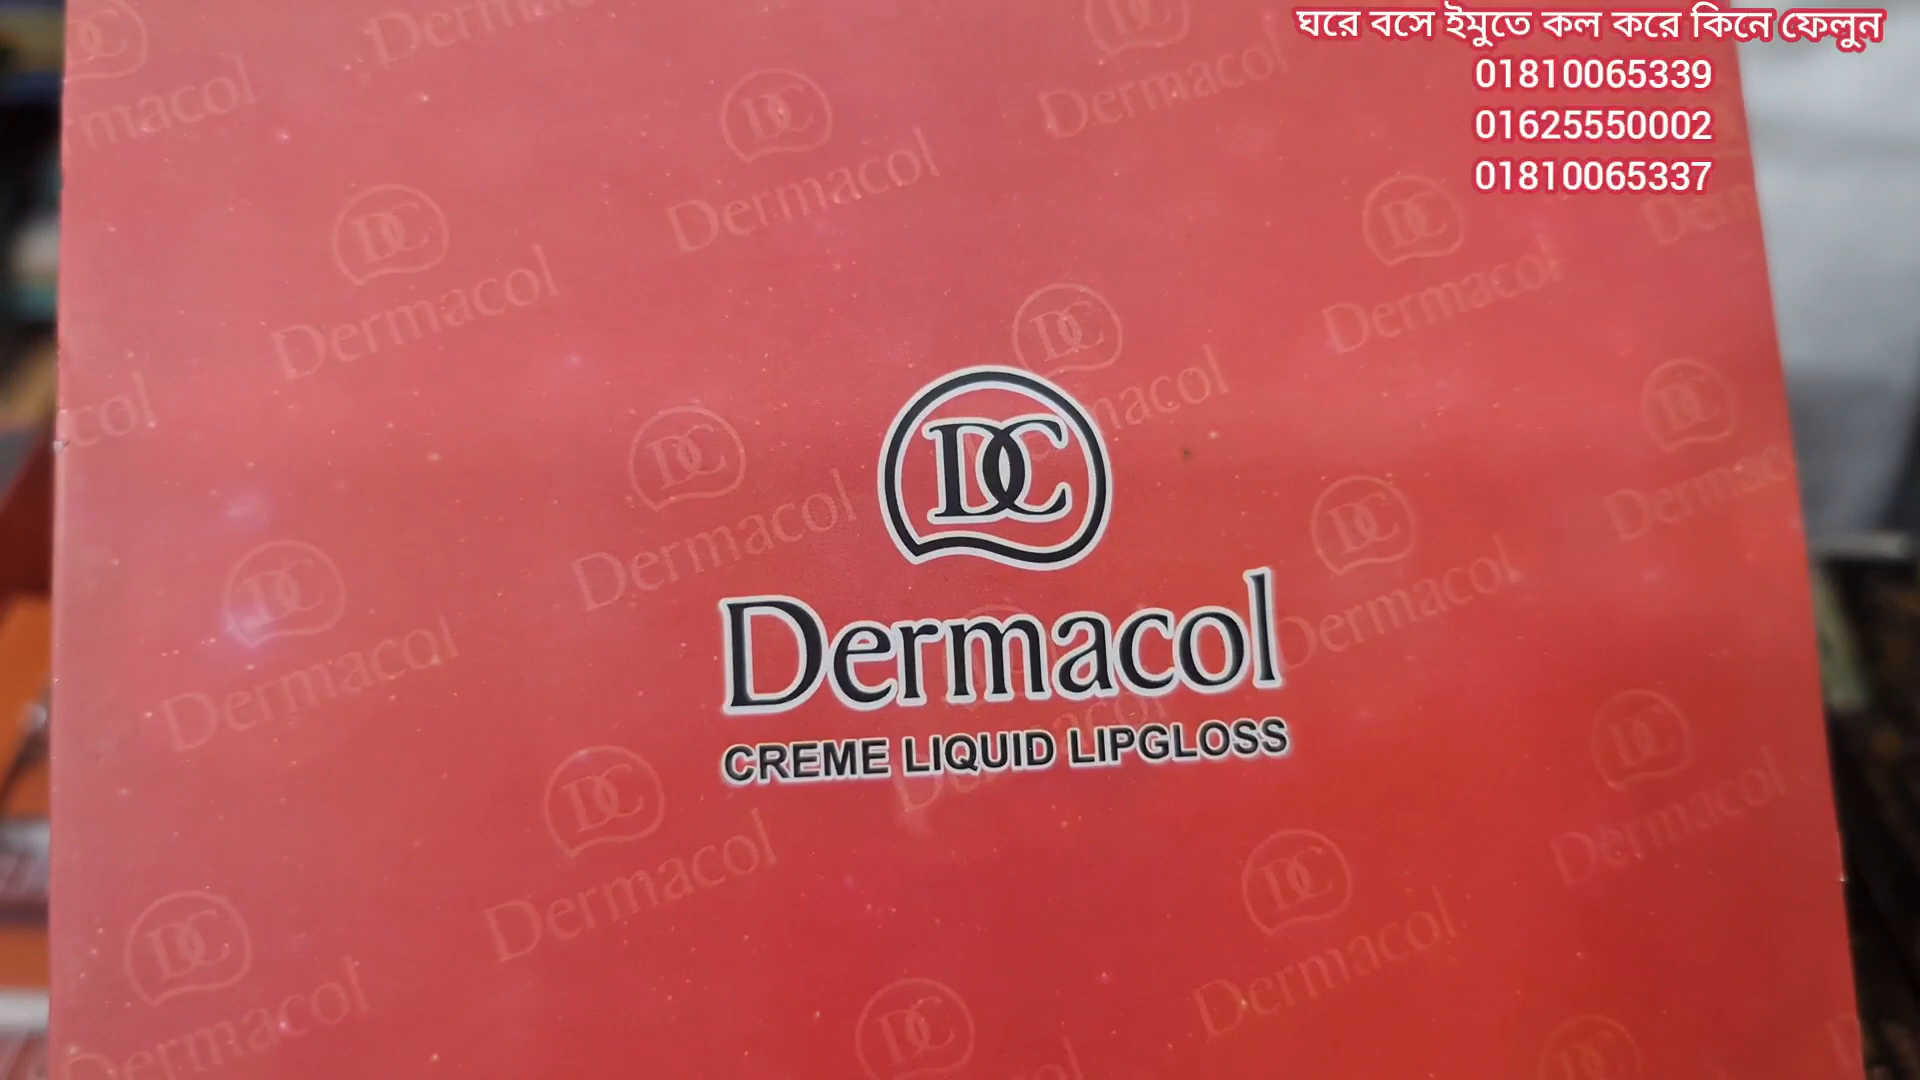 ঘরে বসে ইমুতে কল করে কিনে ফেলুন
01810065339
01625550002
01810065337
DC
Dermacol
CREME LIQUID LIPGLOSS